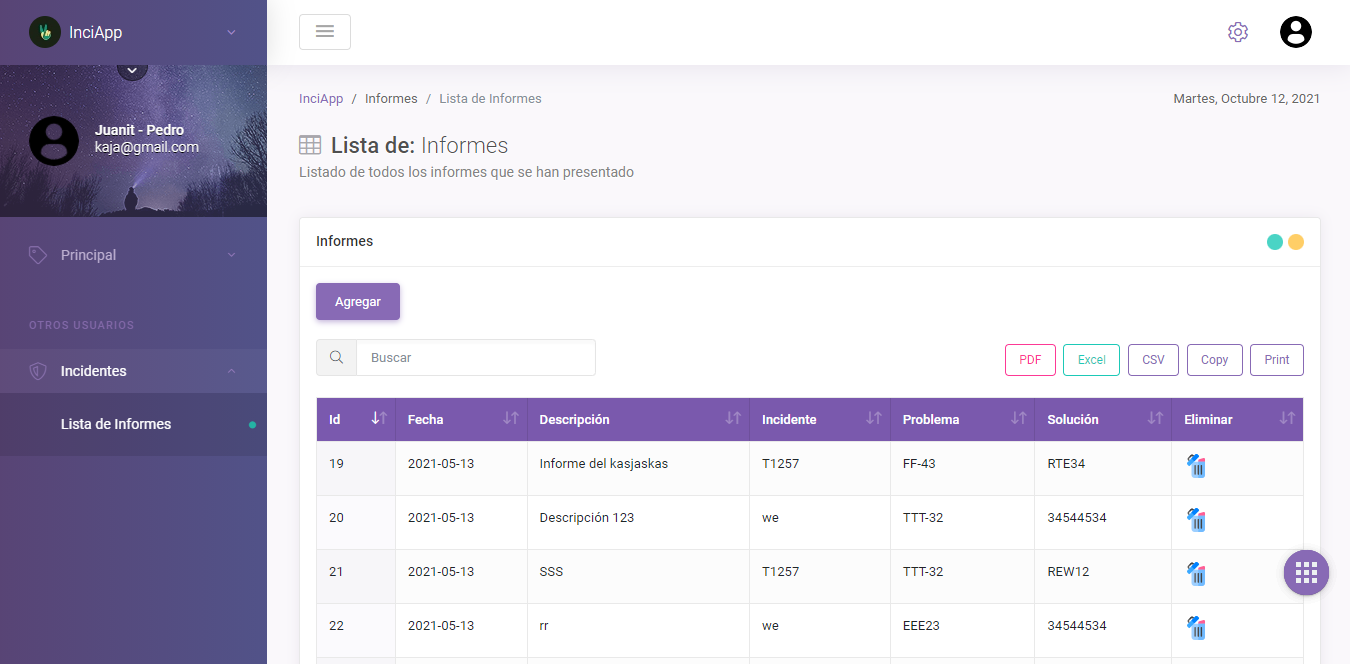 InciApp
Juanit - Pedro
kaja@gmail.com
Principal
OTROS USUARIOS
Incidentes
Lista de Informes
InciApp / Informes / Lista de Informes
Martes, Octubre 12, 2021
Lista de: Informes
Listado de todos los informes que se han presentado
Informes
Agregar
Buscar
PDF Excel CSV Copy Print
Id Fecha Descripción Incidente Problema Solución Eliminar
19 2021-05-13 Informe del kasjaskas T1257 FF-43 RTE34
20 2021-05-13 Descripción 123 we TTT-32 34544534
21 2021-05-13 SSS T1257 TTT-32 REW12
22 2021-05-13 rr we EEE23 34544534